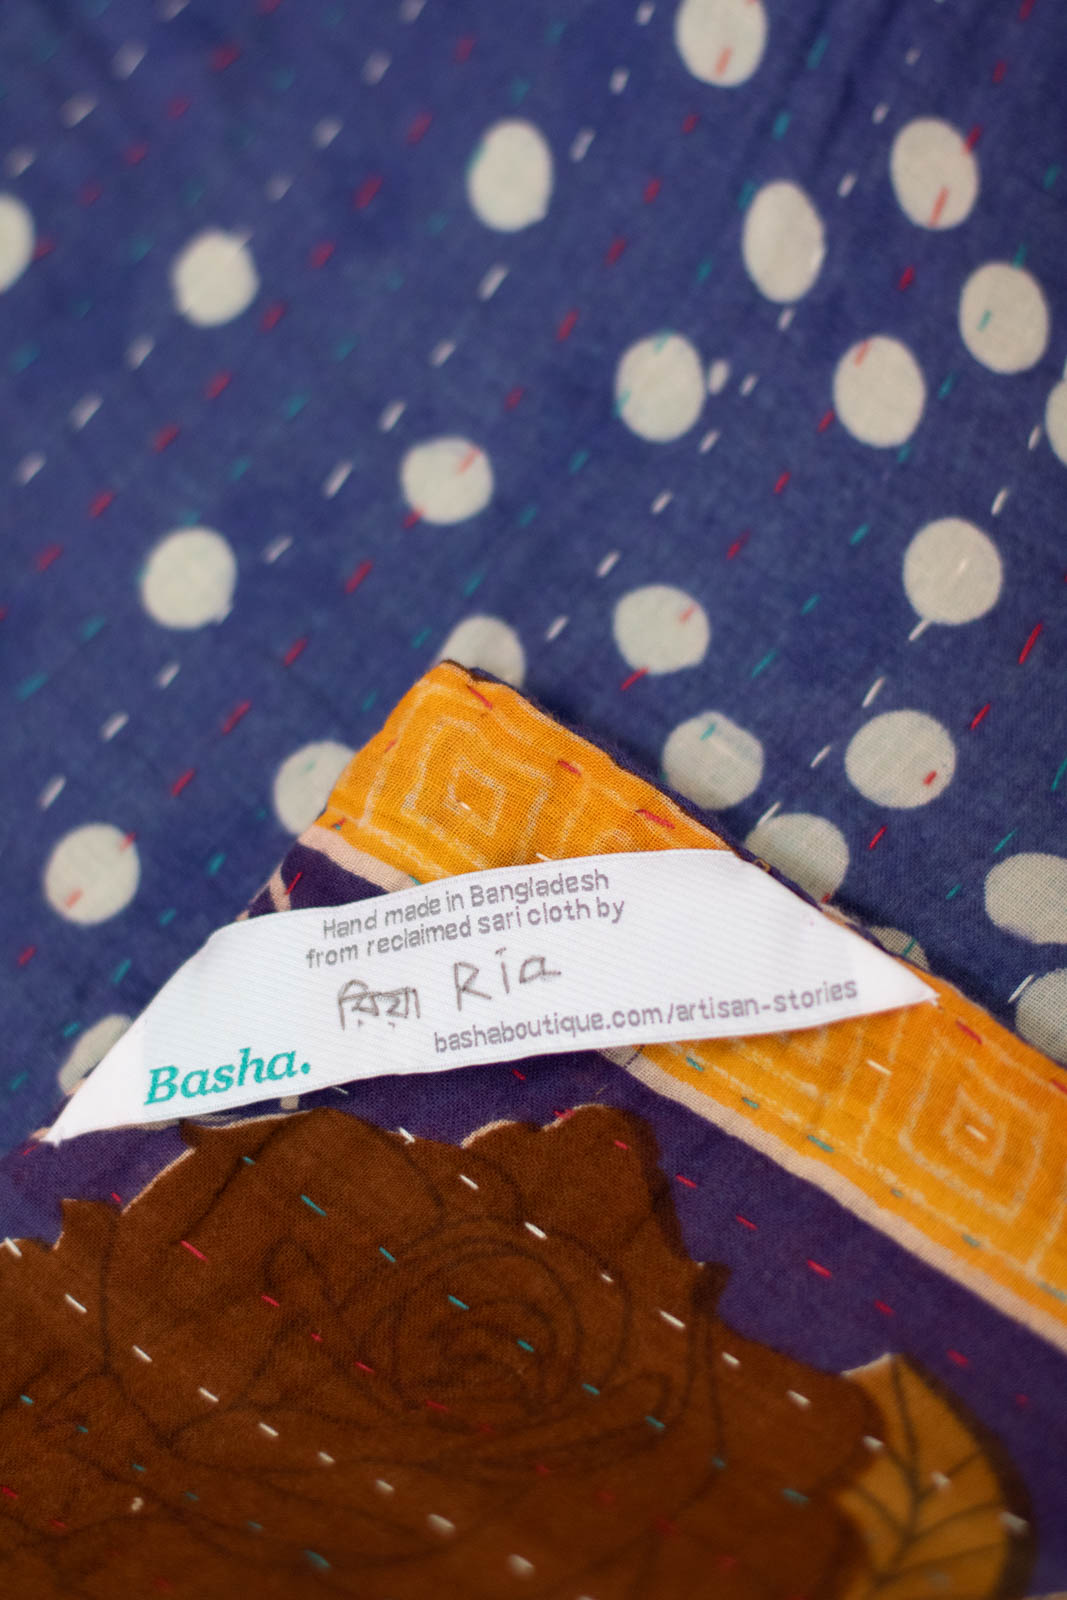 Hand made in Bangladesh
from reclaimed sari cloth by
রিয়া Ria
bashaboutique.com/artisan-stories
Basha.